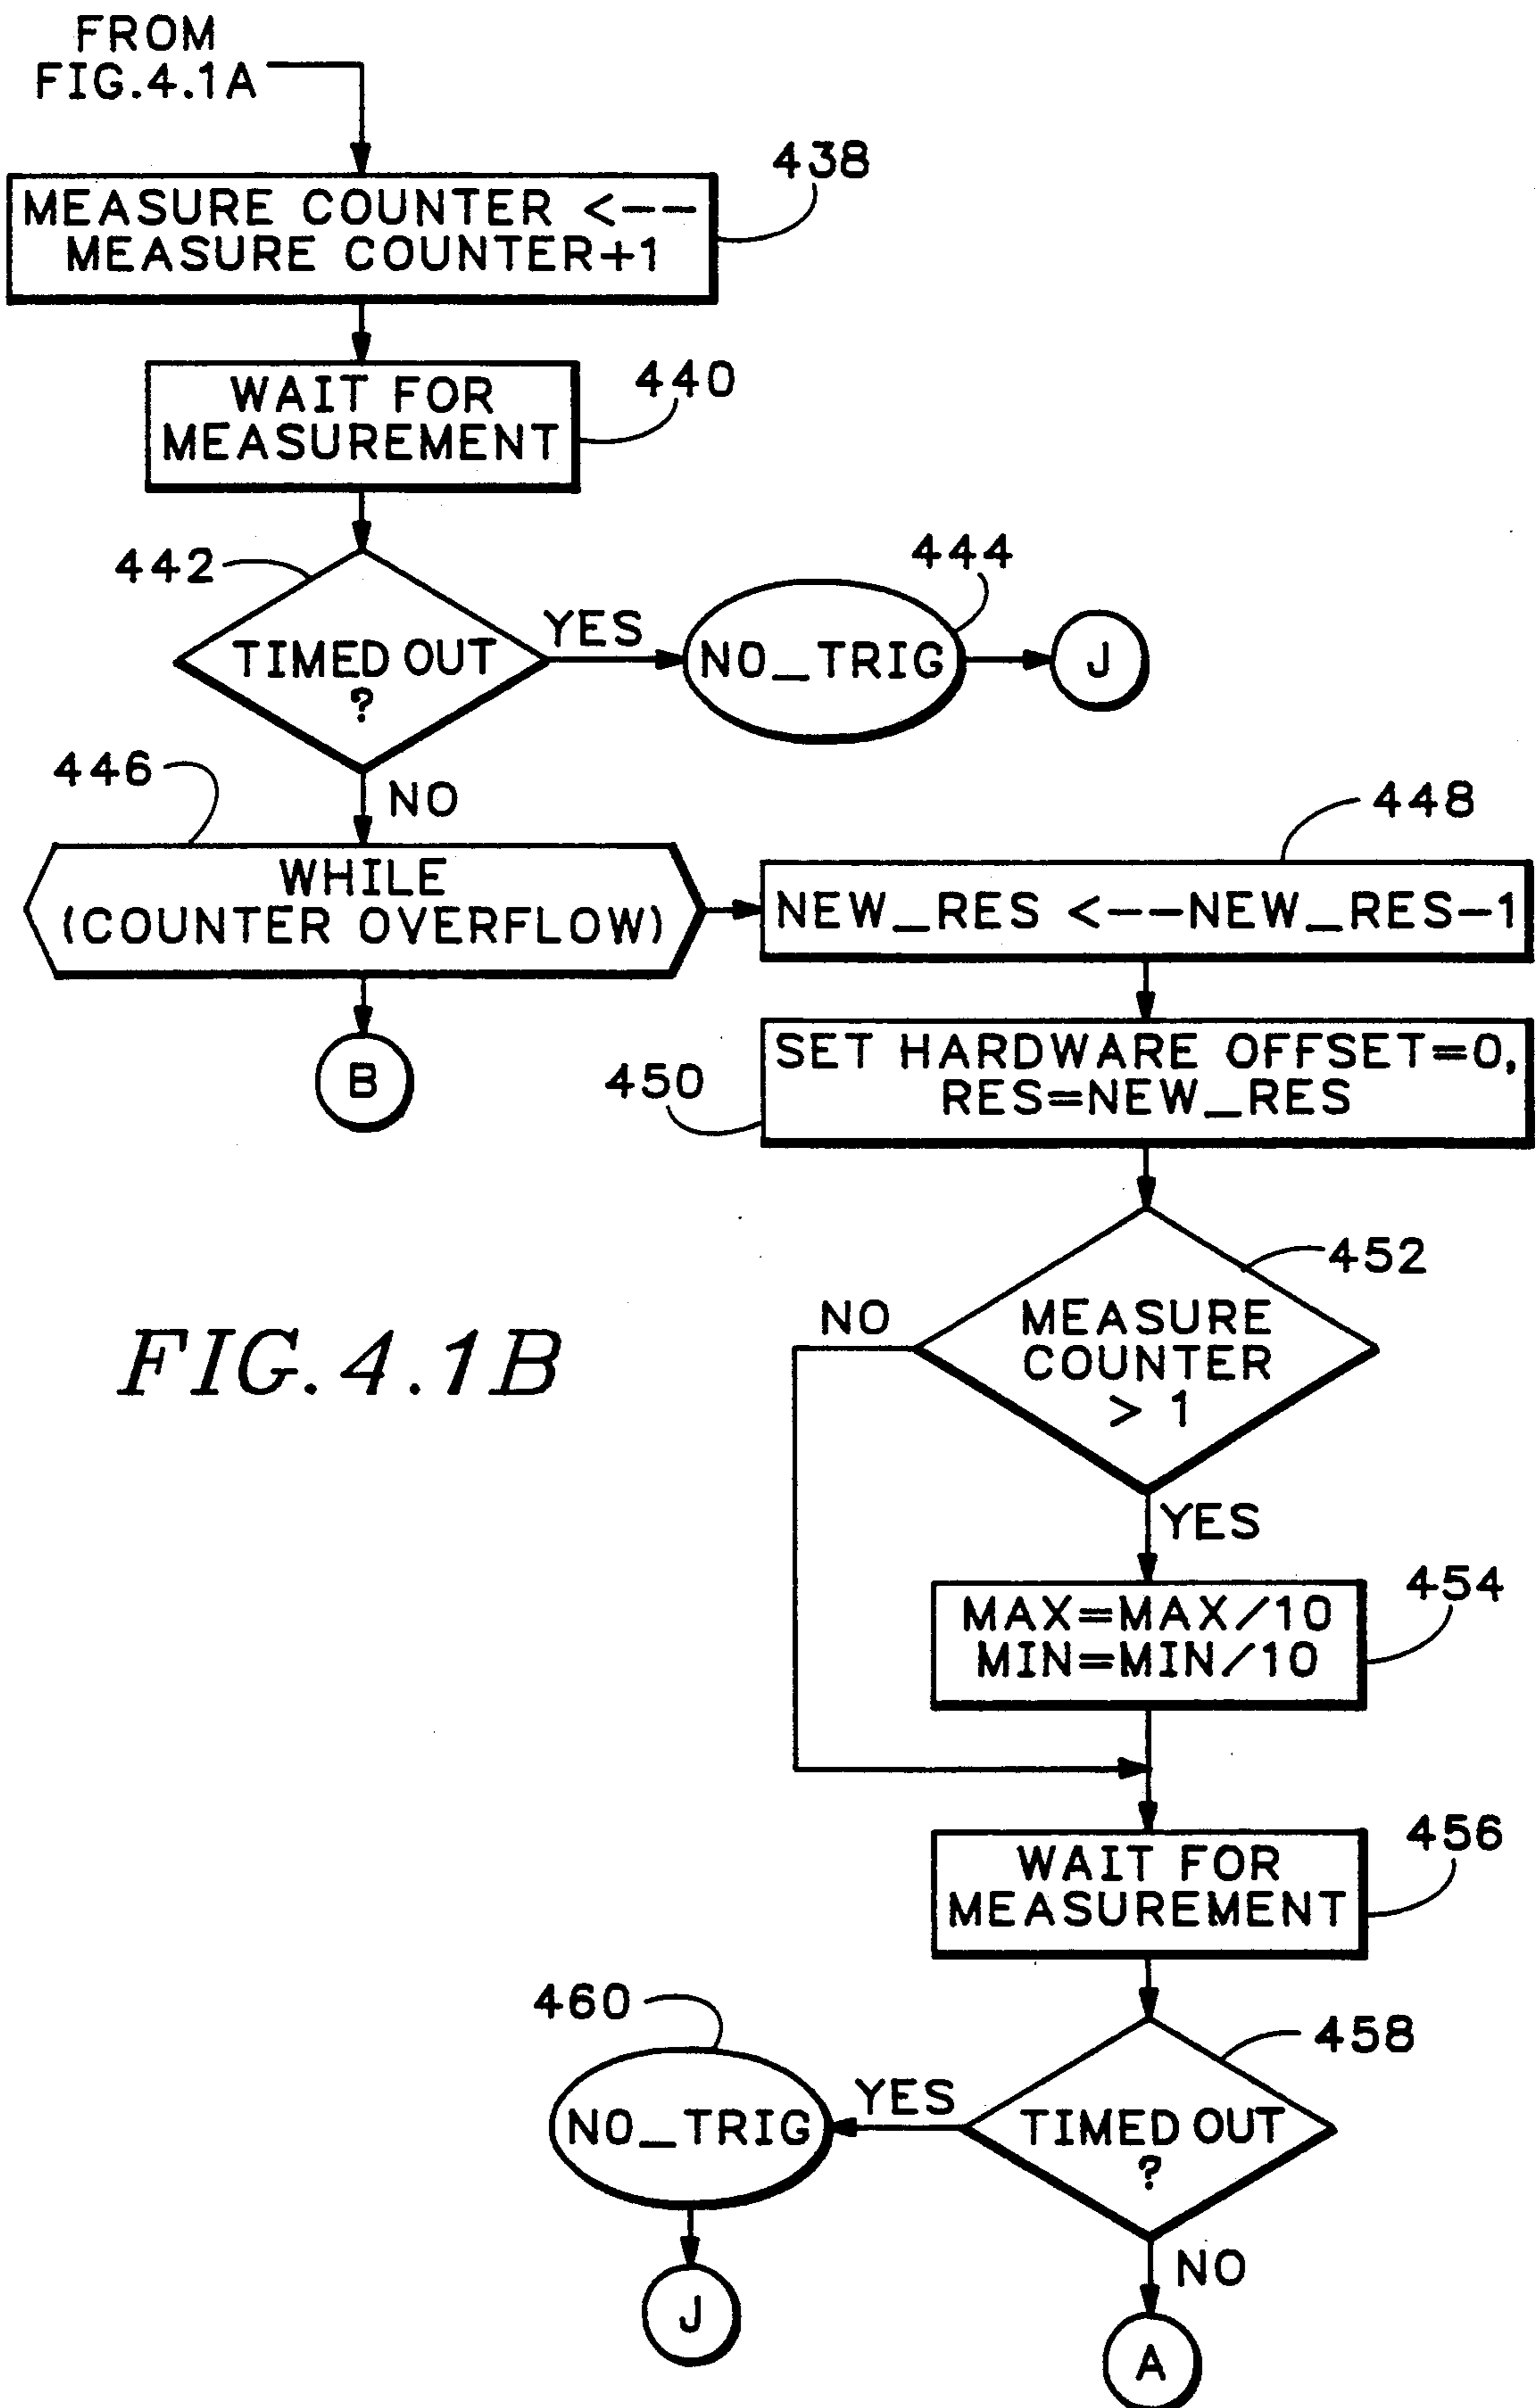 FROM
FIG.4.1A
438
MEASURE COUNTER <--
MEASURE COUNTER+1
440
WAIT FOR
MEASUREMENT
442
TIMED OUT
?
YES
444
NO_TRIG
J
NO
446
WHILE
(COUNTER OVERFLOW)
B
448
NEW_RES <--NEW_RES-1
450
SET HARDWARE OFFSET=0,
RES=NEW_RES
452
MEASURE
COUNTER
> 1
NO
YES
454
MAX=MAX/10
MIN=MIN/10
456
WAIT FOR
MEASUREMENT
458
TIMED OUT
?
YES
460
NO_TRIG
J
NO
A
FIG. 4.1B